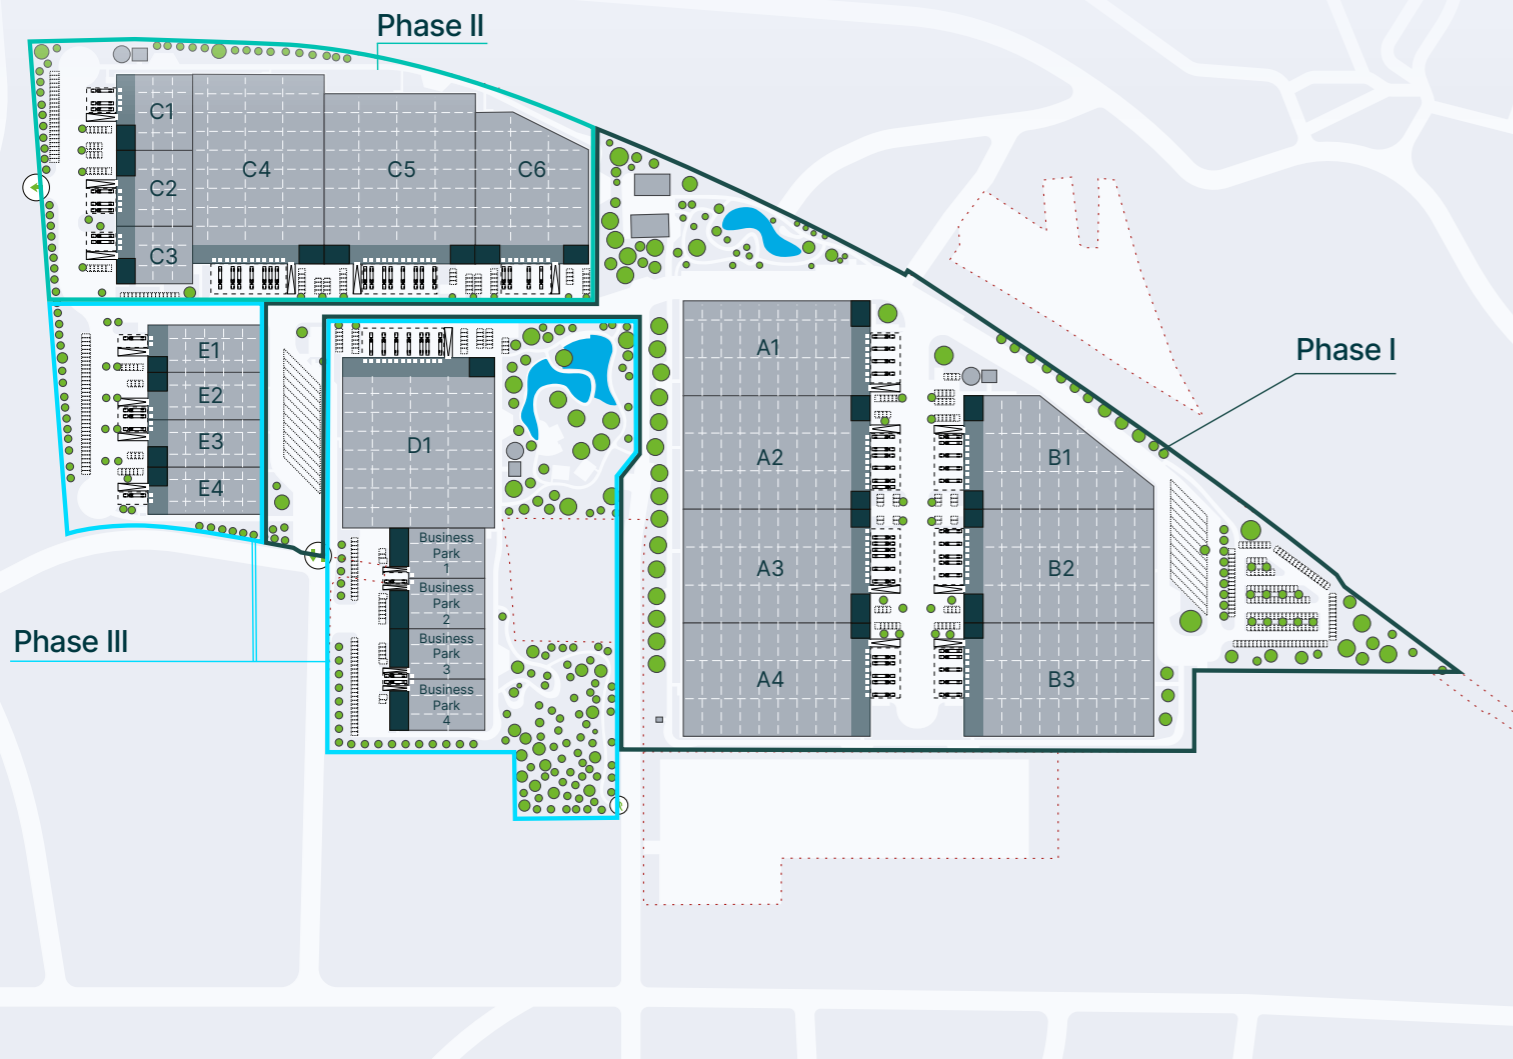 Phase II
C1
C2
C3
C4
C5
C6
E1
E2
E3
E4
D1
Business
Park
1
Business
Park
2
Business
Park
3
Business
Park
4
A1
A2
A3
A4
B1
B2
B3
Phase I
Phase III